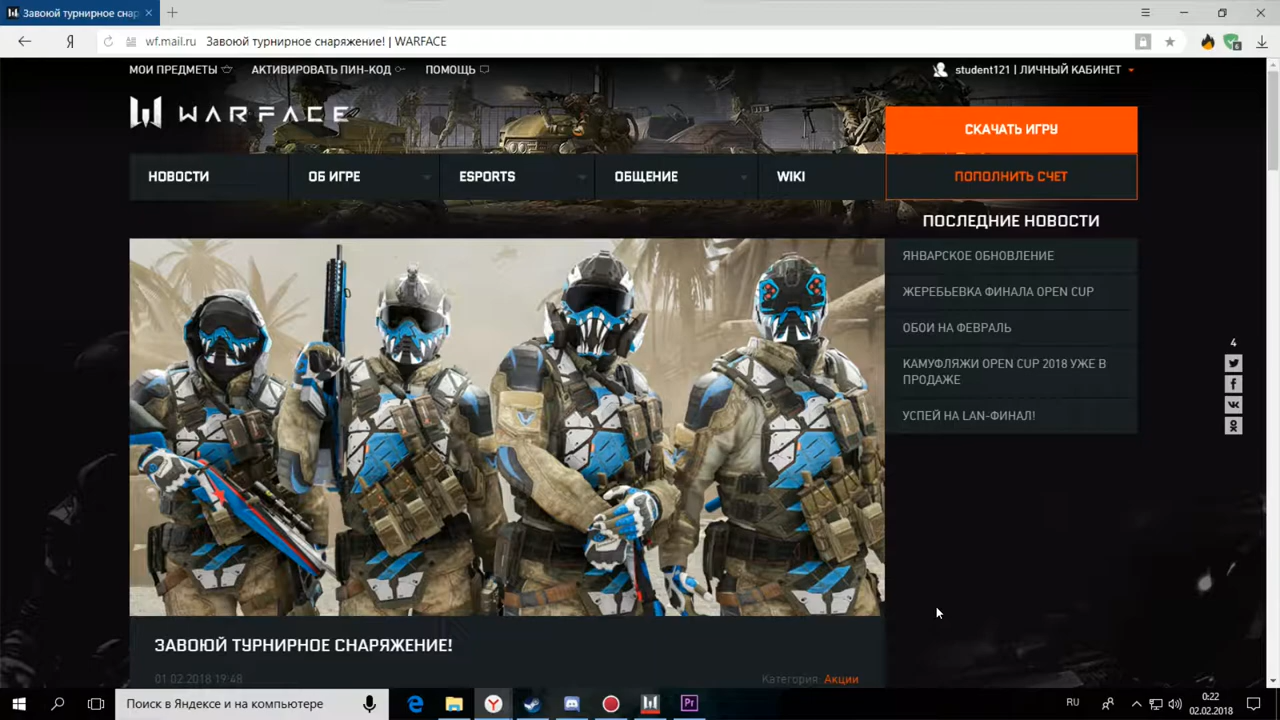 Завоюй турнирное снар
wf.mail.ru Завоюй турнирное снаряжение! | WARFACE
МОИ ПРЕДМЕТЫ АКТИВИРОВАТЬ ПИН-КОД ПОМОЩЬ student121 | ЛИЧНЫЙ КАБИНЕТ
WARFACE
СКАЧАТЬ ИГРУ
НОВОСТИ ОБ ИГРЕ ESPORTS ОБЩЕНИЕ WIKI ПОПОЛНИТЬ СЧЕТ
ПОСЛЕДНИЕ НОВОСТИ
ЯНВАРСКОЕ ОБНОВЛЕНИЕ
ЖЕРЕБЬЕВКА ФИНАЛА OPEN CUP
ОБОИ НА ФЕВРАЛЬ
КАМУФЛЯЖИ OPEN CUP 2018 УЖЕ В
ПРОДАЖЕ
УСПЕЙ НА LAN-ФИНАЛ!
4
ЗАВОЮЙ ТУРНИРНОЕ СНАРЯЖЕНИЕ!
01.02.2018 19:48 Категория: Акции
Поиск в Яндексе и на компьютере
Pr
RU
0:22
02.02.2018